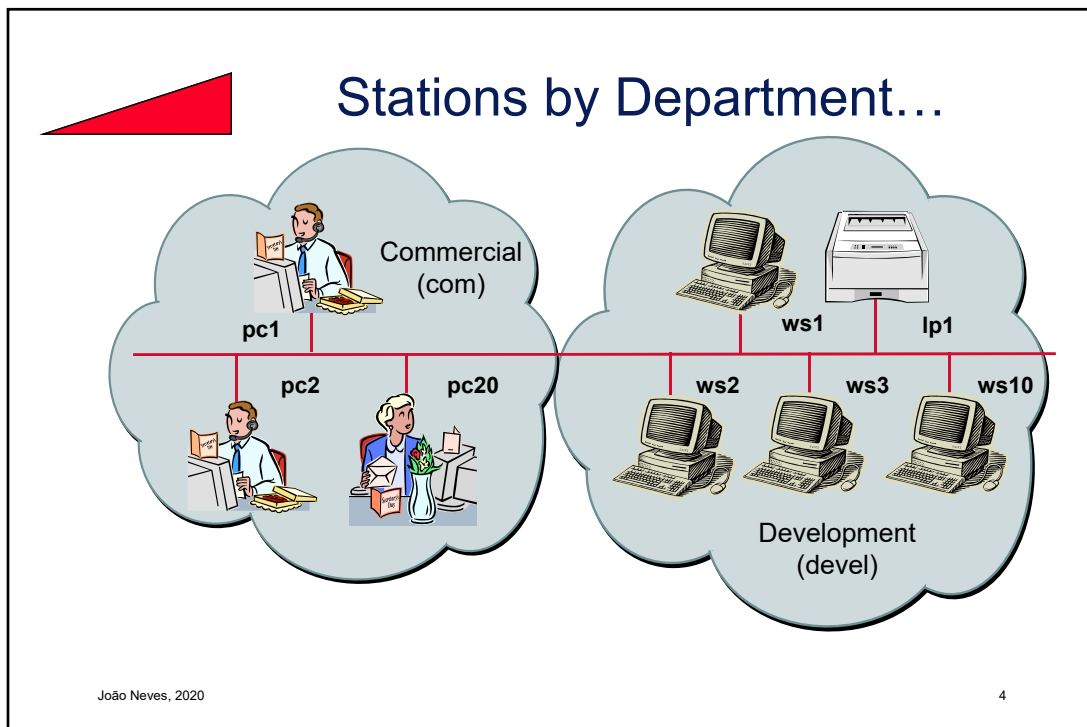 Stations by Department…
Commercial
(com)
pc1
ws1
lp1
pc2
pc20
ws2
ws3
ws10
Development
(devel)
João Neves, 2020
4